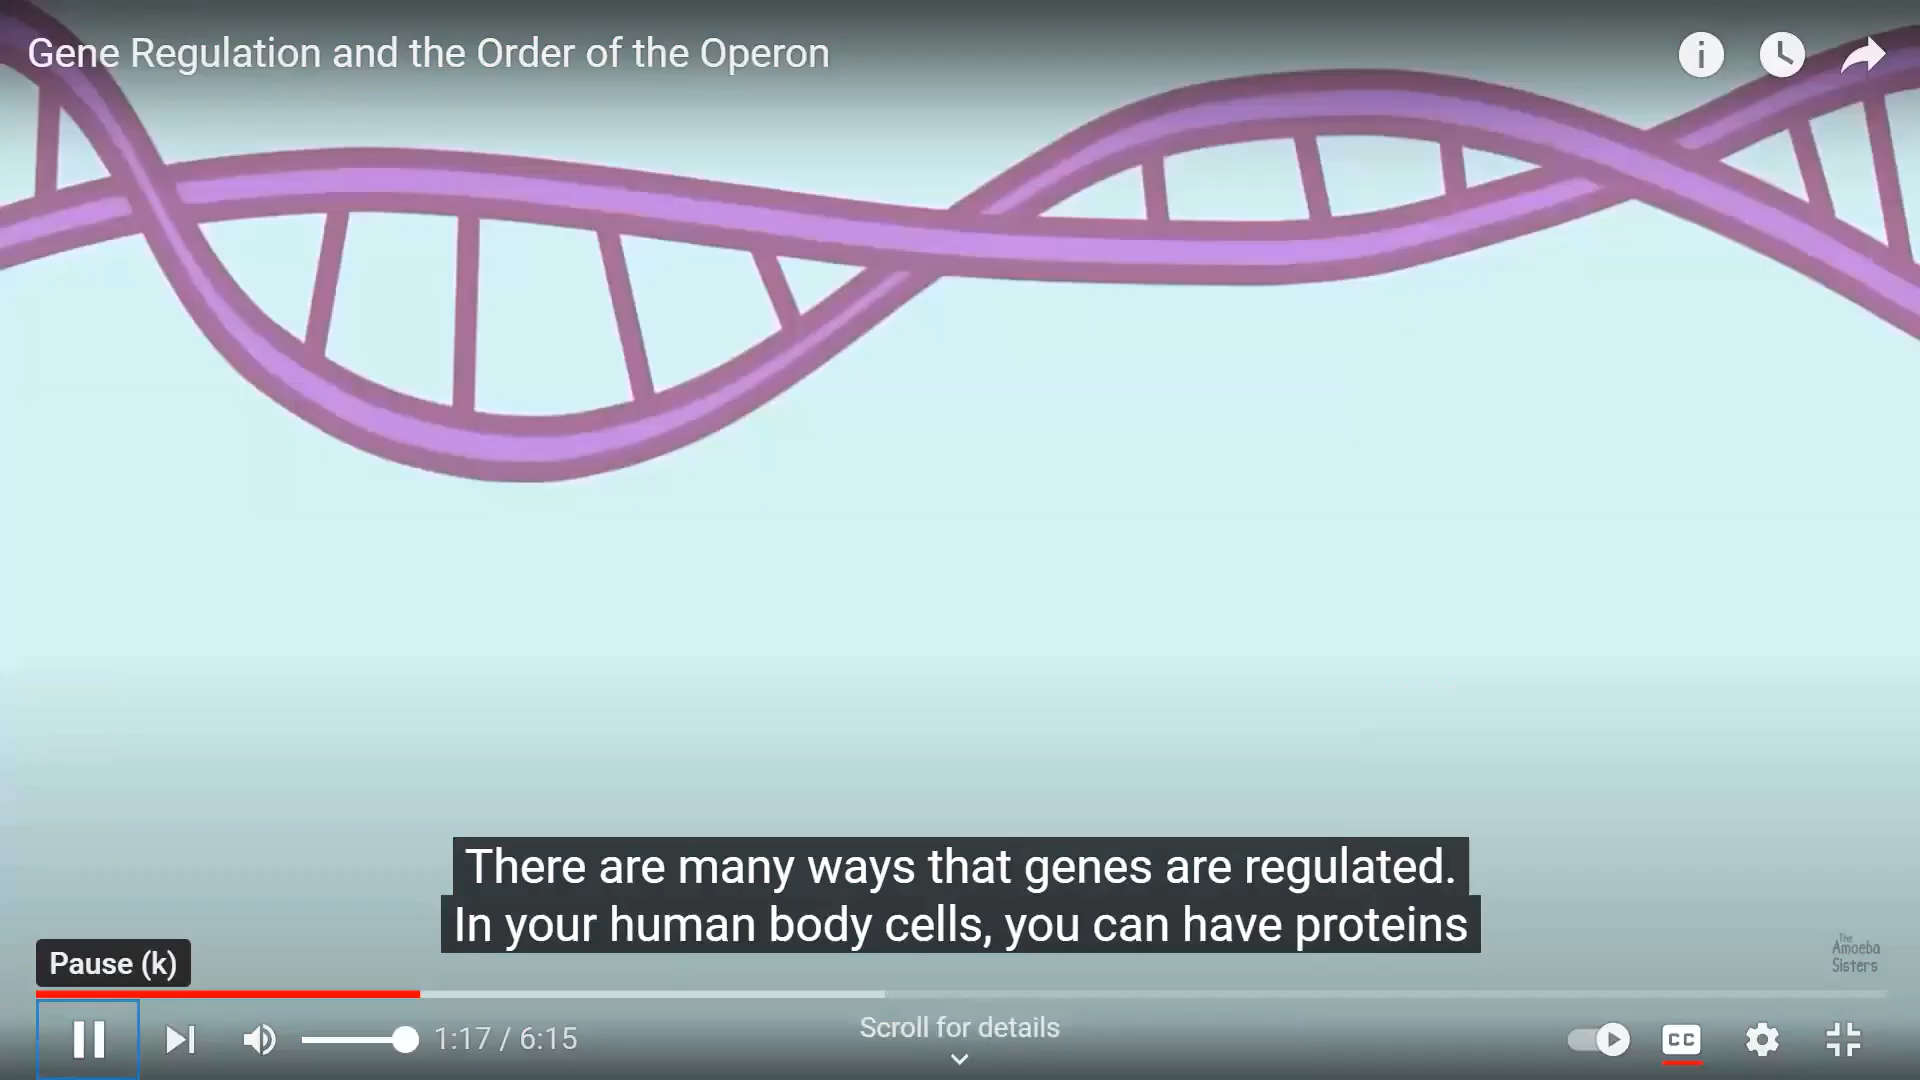 Gene Regulation and the Order of the Operon
There are many ways that genes are regulated.
In your human body cells, you can have proteins
The
Amoeba
Sisters
Pause (k)
1:17 / 6:15
Scroll for details
CC